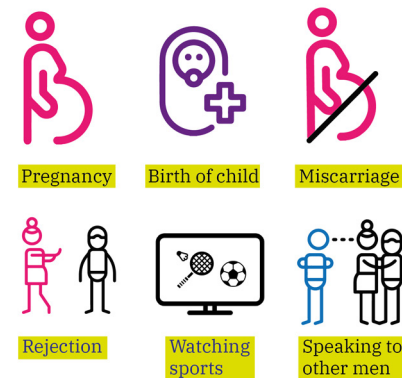 Pregnancy
Birth of child
Miscarriage
Rejection
Watching
sports
Speaking to
other men